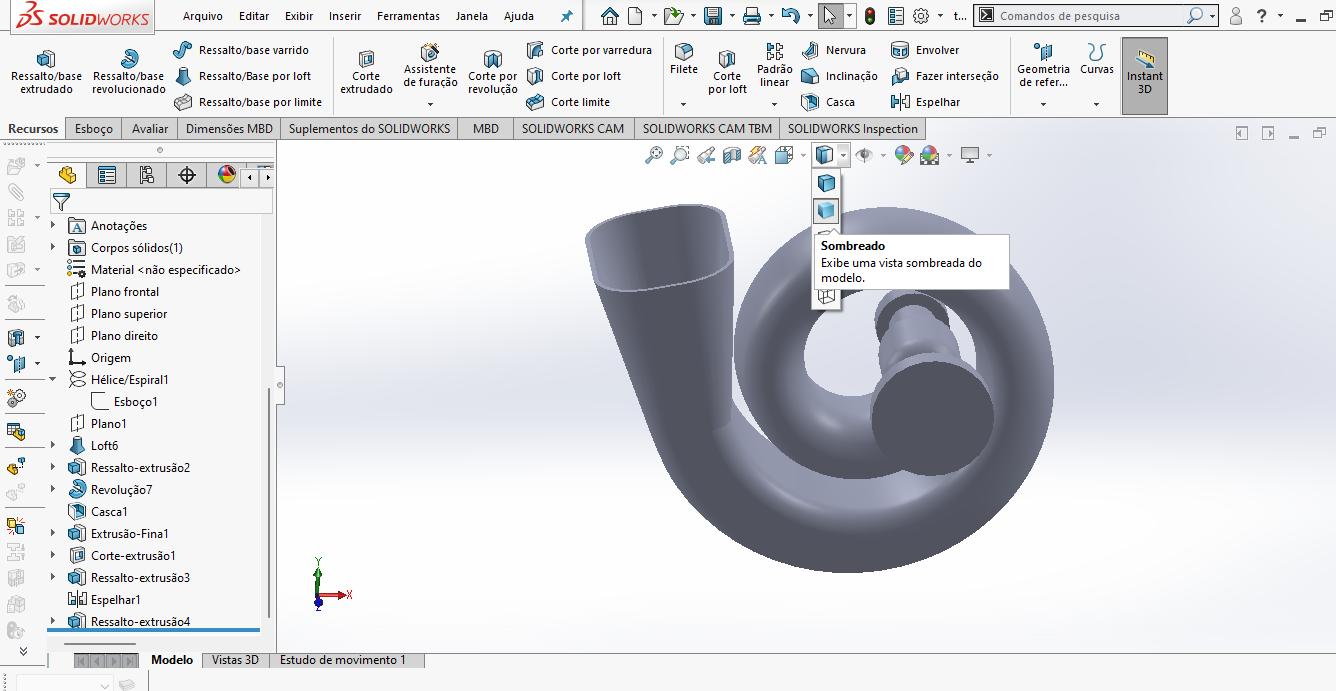 SOLIDWORKS
Arquivo Editar Exibir Inserir Ferramentas Janela Ajuda
t...
Comandos de pesquisa
?
Ressalto/base extrudado
Ressalto/base revolucionado
Ressalto/base varrido
Ressalto/Base por loft
Ressalto/base por limite
Corte extrudado
Assistente de furação
Corte por revolução
Corte por varredura
Corte por loft
Corte limite
Filete
Corte por loft
Padrão linear
Nervura
Inclinação
Casca
Envolver
Fazer interseção
Espelhar
Geometria de refer...
Curvas
Instant 3D
Recursos Esboço Avaliar Dimensões MBD Suplementos do SOLIDWORKS MBD SOLIDWORKS CAM SOLIDWORKS CAM TBM SOLIDWORKS Inspection
Anotações
Corpos sólidos(1)
Material <não especificado>
Plano frontal
Plano superior
Plano direito
Origem
Hélice/Espiral1
Esboço1
Plano1
Loft6
Ressalto-extrusão2
Revolução7
Casca1
Extrusão-Fina1
Corte-extrusão1
Ressalto-extrusão3
Espelhar1
Ressalto-extrusão4
Sombreado
Exibe uma vista sombreada do
modelo.
Y
X
Z
Modelo Vistas 3D Estudo de movimento 1